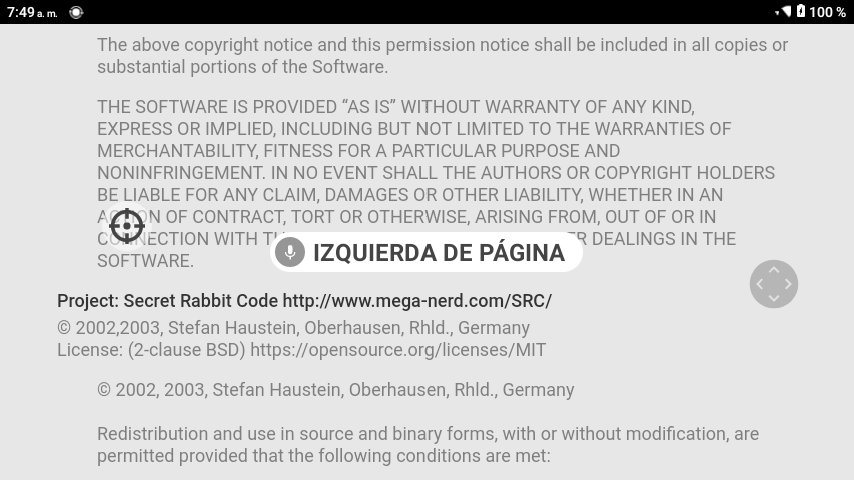 7:49 a. m.
100 %
The above copyright notice and this permission notice shall be included in all copies or
substantial portions of the Software.
THE SOFTWARE IS PROVIDED “AS IS” WITHOUT WARRANTY OF ANY KIND,
EXPRESS OR IMPLIED, INCLUDING BUT NOT LIMITED TO THE WARRANTIES OF
MERCHANTABILITY, FITNESS FOR A PARTICULAR PURPOSE AND
NONINFRINGEMENT. IN NO EVENT SHALL THE AUTHORS OR COPYRIGHT HOLDERS
BE LIABLE FOR ANY CLAIM, DAMAGES OR OTHER LIABILITY, WHETHER IN AN
ACTION OF CONTRACT, TORT OR OTHERWISE, ARISING FROM, OUT OF OR IN
CONNECTION WITH DEALINGS IN THE
IZQUIERDA DE PÁGINA
SOFTWARE.
Project: Secret Rabbit Code http://www.mega-nerd.com/SRC/
© 2002,2003, Stefan Haustein, Oberhausen, Rhld., Germany
License: (2-clause BSD) https://opensource.org/licenses/MIT
© 2002, 2003, Stefan Haustein, Oberhausen, Rhld., Germany
Redistribution and use in source and binary forms, with or without modification, are
permitted provided that the following conditions are met: